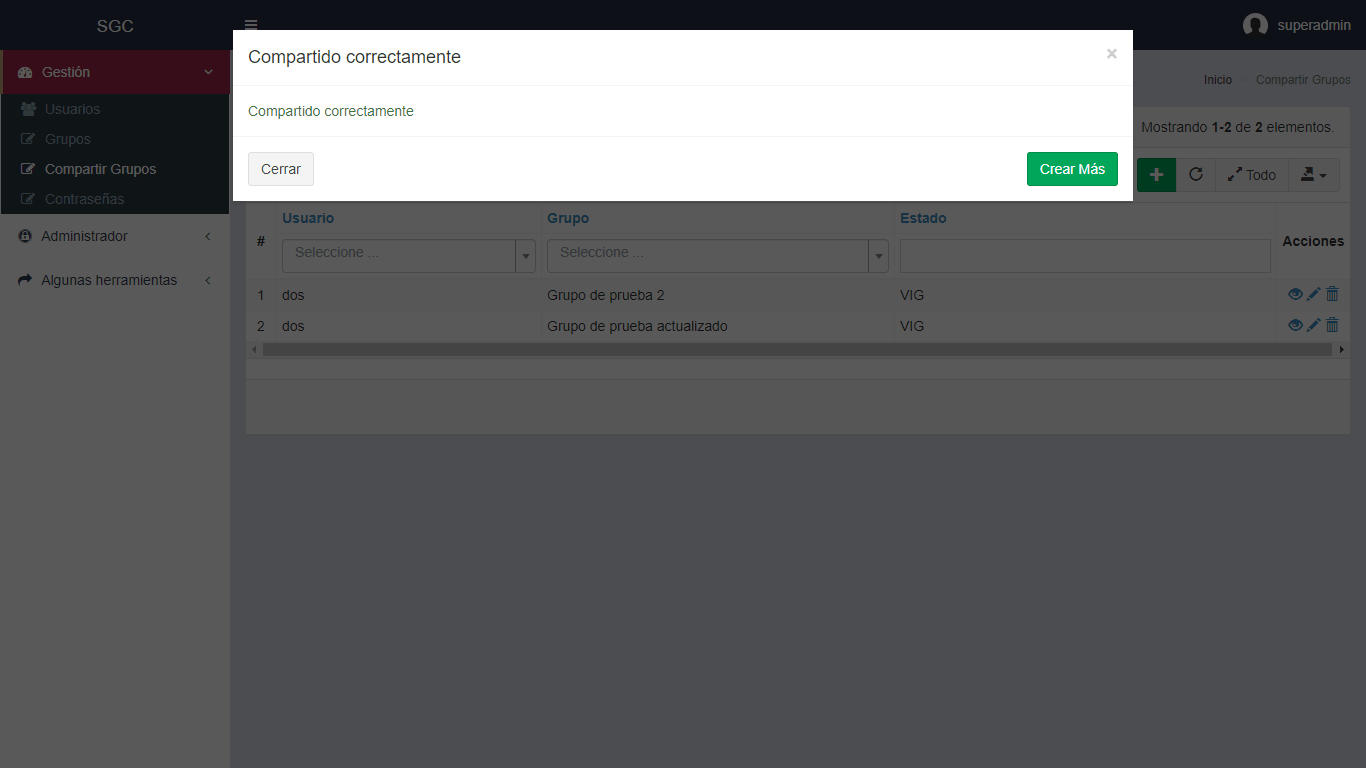 SGC
superadmin
Compartido correctamente
×
Gestión
Inicio
Compartir Grupos
Usuarios
Compartido correctamente
Mostrando 1-2 de 2 elementos.
Grupos
Compartir Grupos
Cerrar
Crear Más
Todo
Contraseñas
Administrador
Algunas herramientas
#
Usuario
Grupo
Estado
Acciones
Seleccione ...
Seleccione ...
1 dos Grupo de prueba 2 VIG
2 dos Grupo de prueba actualizado VIG